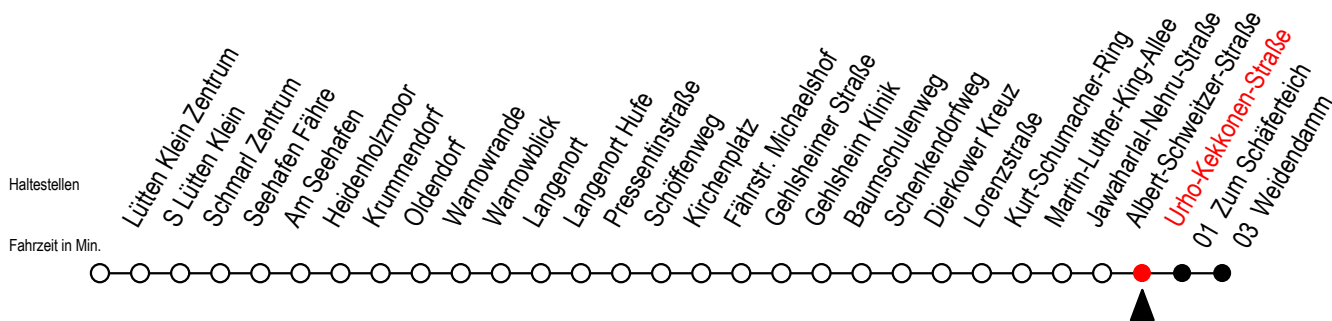 Haltestellen
Fahrzeit in Min.
Lütten Klein Zentrum
S Lütten Klein
Schmarl Zentrum
Seehafen Fähre
Am Seehafen
Heidenholzmoor
Krummendorf
Oldendorf
Warnowrande
Warnowblick
Langenort
Langenort Hufe
Pressentinstraße
Schöffenweg
Kirchenplatz
Fährstr. Michaelshof
Gehlsheimer Straße
Gehlsheim Klinik
Baumschulenweg
Schenkendorfweg
Dierkower Kreuz
Lorenzstraße
Kurt-Schumacher-Ring
Martin-Luther-King-Allee
Jawaharlal-Nehru-Straße
Albert-Schweitzer-Straße
Urho-Kekkonen-Straße
01 Zum Schäferteich
03 Weidendamm